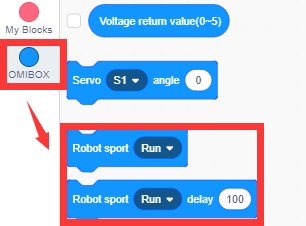 My Blocks
OMIBOX
Voltage return value(0~5)
Servo S1 angle 0
Robot sport Run
Robot sport Run delay 100